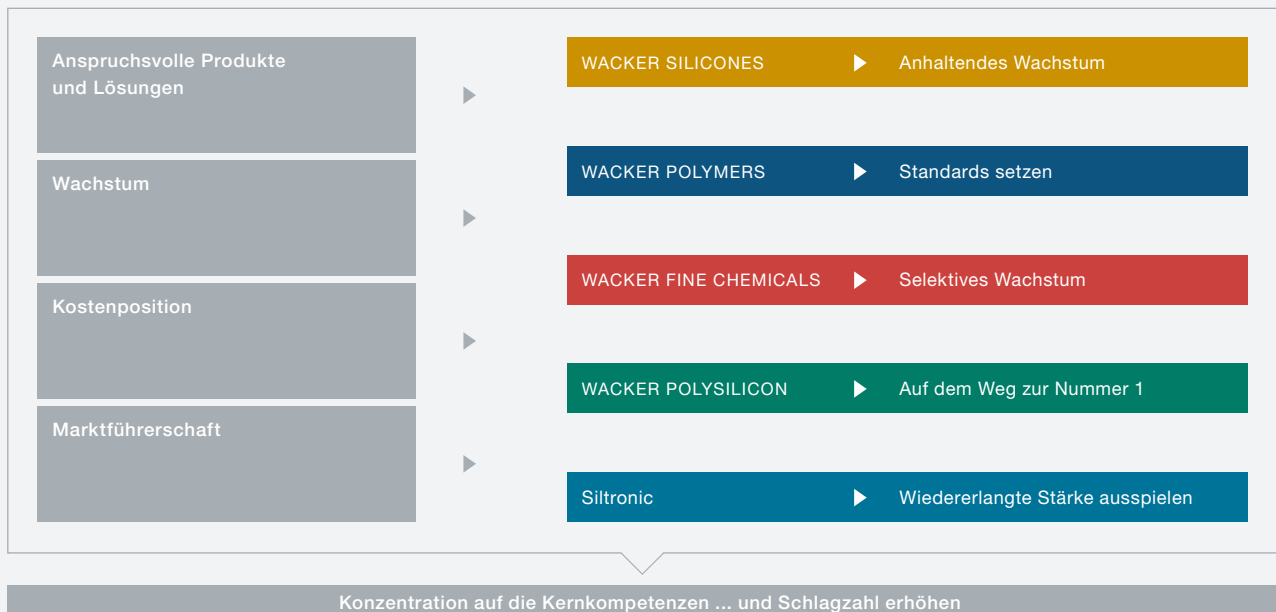 Anspruchsvolle Produkte
und Lösungen
Wachstum
Kostenposition
Marktführerschaft
WACKER SILICONES Anhaltendes Wachstum
WACKER POLYMERS Standards setzen
WACKER FINE CHEMICALS Selektives Wachstum
WACKER POLYSILICON Auf dem Weg zur Nummer 1
Siltronic Wiedererlangte Stärke ausspielen
Konzentration auf die Kernkompetenzen ... und Schlagzahl erhöhen